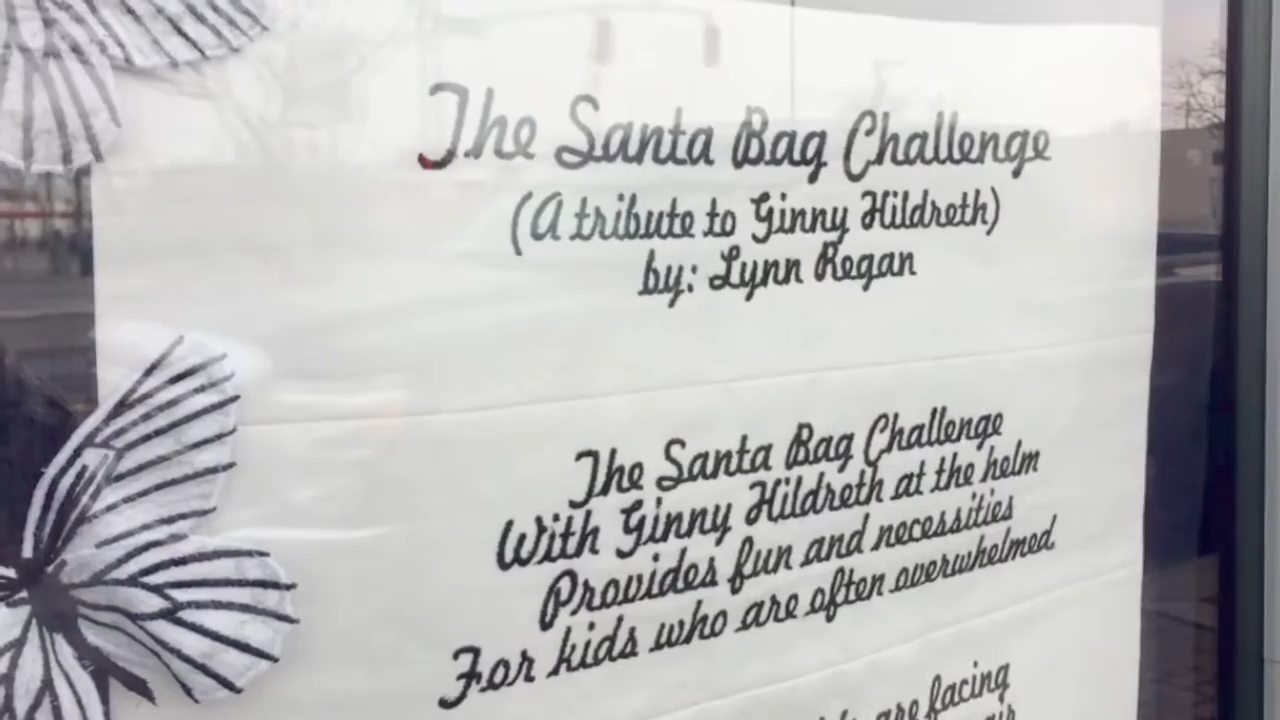 The Santa Bag Challenge
(A tribute to Ginny Hildreth)
by: Lynn Regan
The Santa Bag Challenge
With Ginny Hildreth at the helm
Provides fun and necessities
For kids who are often overwhelmed
are facing